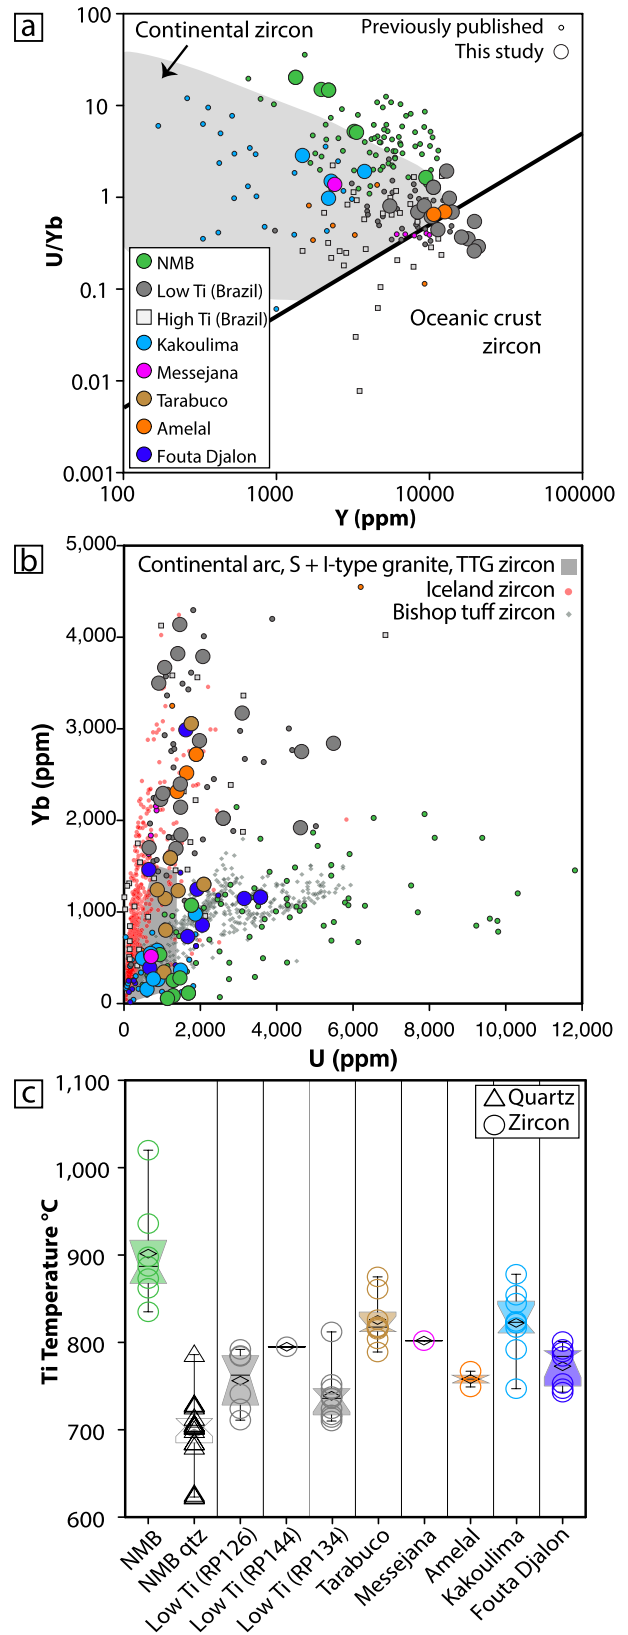 a
Continental zircon
Previously published
This study
100
10
1
0.1
0.01
0.001
U/Yb
NMB
Low Ti (Brazil)
High Ti (Brazil)
Kakoulima
Messejana
Tarabuco
Amelal
Fouta Djalon
Oceanic crust
zircon
100
1000
10000
100000
Y (ppm)
b
Continental arc, S + I-type granite, TTG zircon
Iceland zircon
Bishop tuff zircon
5,000
4,000
3,000
2,000
1,000
0
Yb (ppm)
0
2,000
4,000
6,000
8,000
10,000
12,000
U (ppm)
c
Quartz
Zircon
1,100
1,000
900
800
700
600
Ti Temperature °C
NMB
NMB qtz
Low Ti (RP126)
Low Ti (RP144)
Low Ti (RP134)
Tarabuco
Messejana
Amelal
Kakoulima
Fouta Djalon